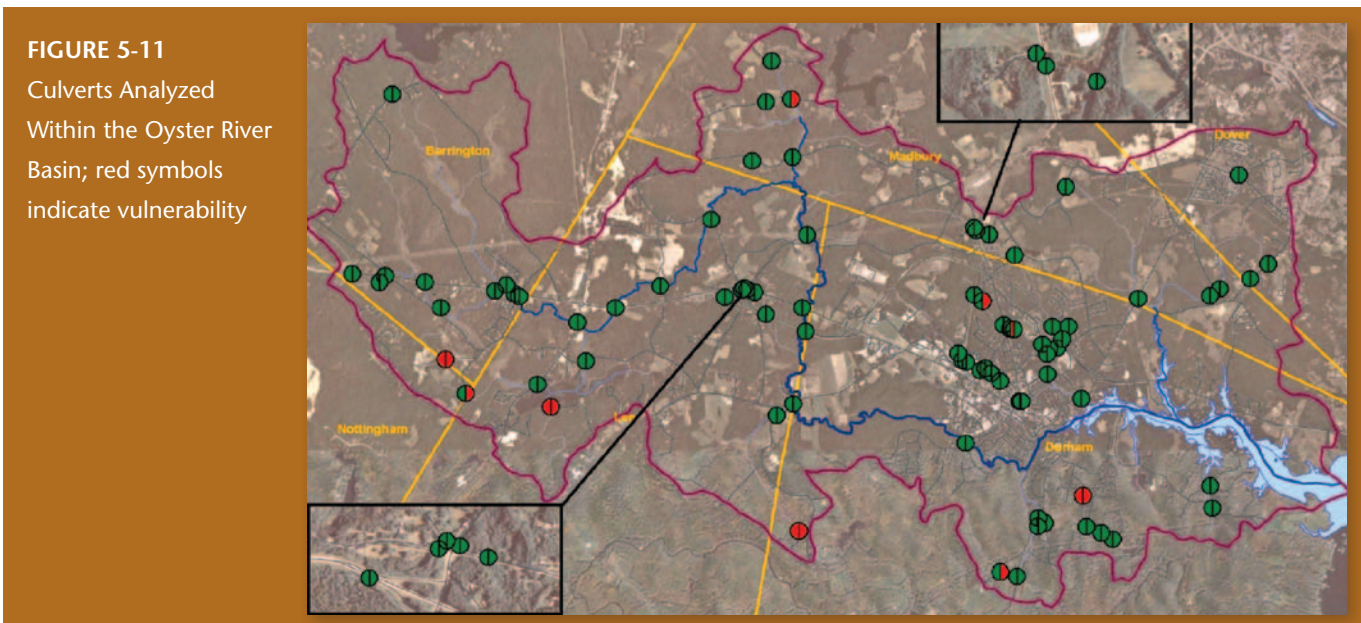 FIGURE 5-11
Culverts Analyzed
Within the Oyster River
Basin; red symbols
indicate vulnerability
Barrington
Madbury
Dover
Lee
Nottingham
Durham